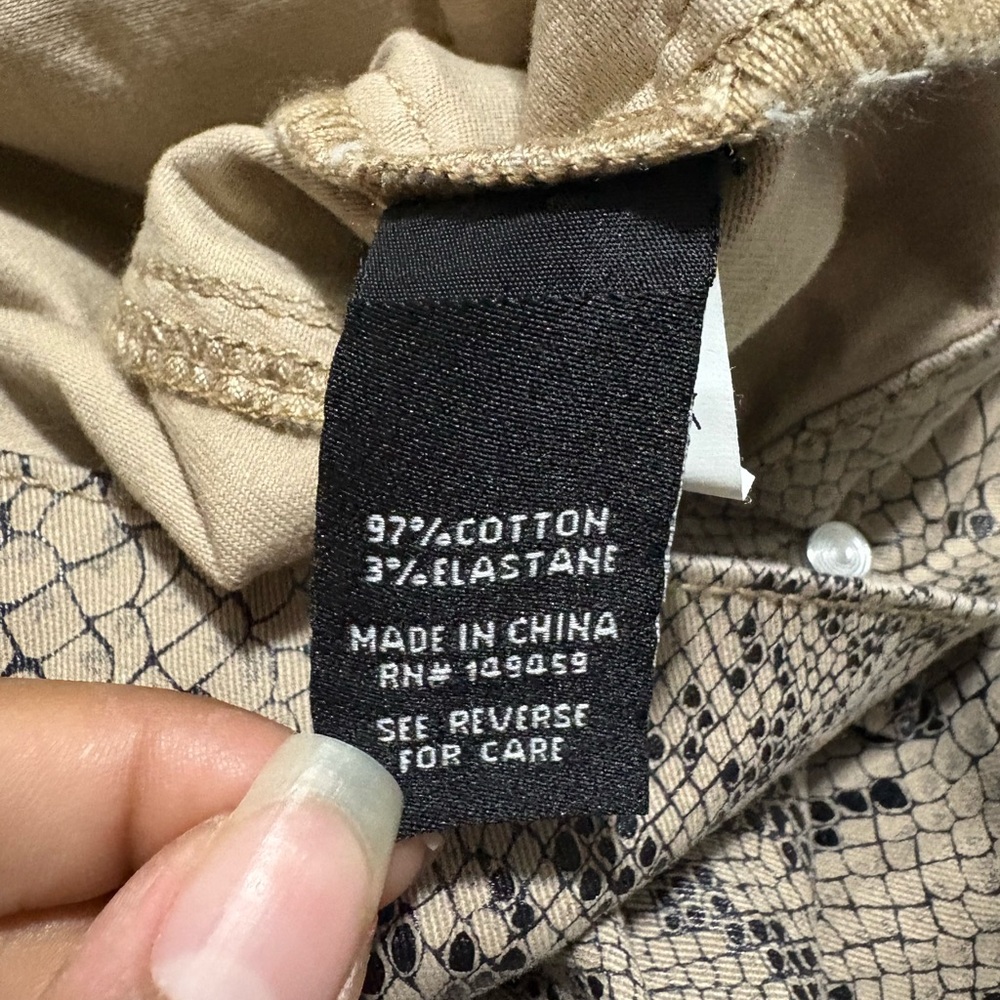 97% COTTON
3% ELASTANE
MADE IN CHINA
RN# 149459
SEE REVERSE
FOR CARE